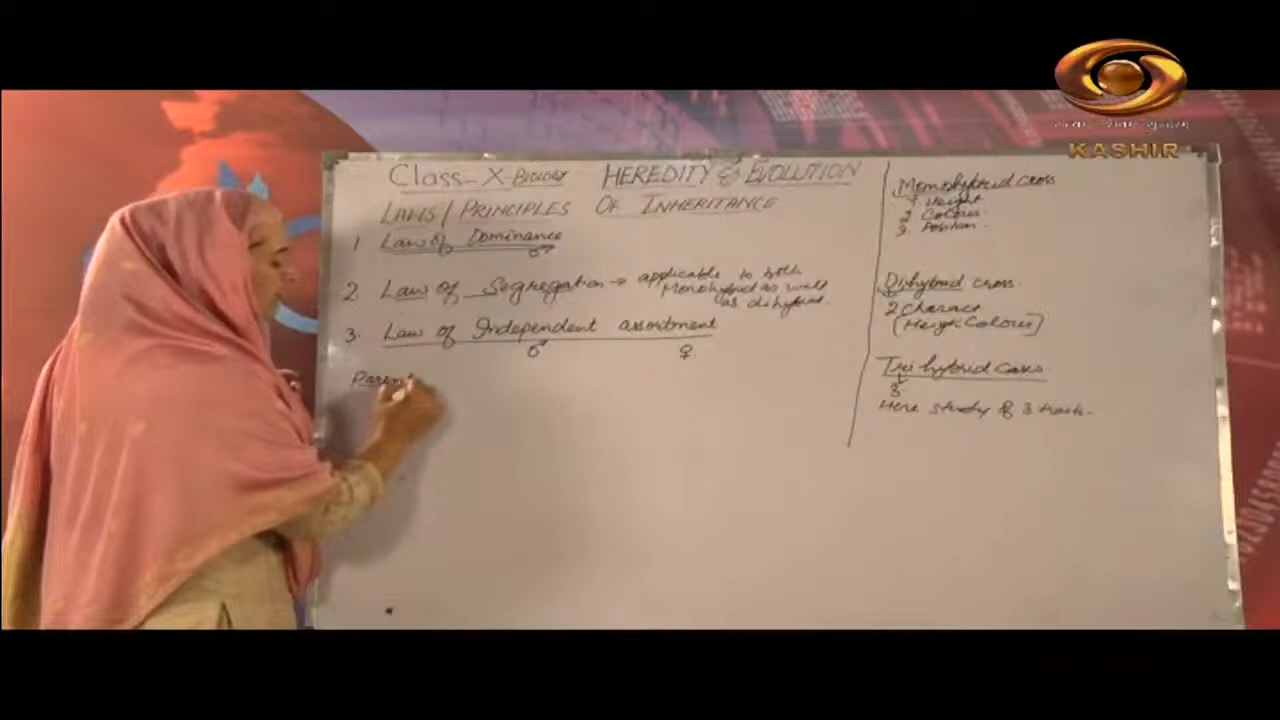 Class-X BIOLOGY HEREDITY & EVOLUTION
LAWS/PRINCIPLES OF INHERITANCE
1 Law of Dominance
♂
2 Law of Segregation → applicable to both
Monohybrid as well
as dihybrid.
3. Law of Independent assortment
♂ ♀
Parent
Monohybrid cross
1 Height
2 Colour
3. Position.
Dihybrid cross.
2 Charact
(Height, Colour)
Tri hybrid cross.
3.
Here study of 3 traits.
KASHIR